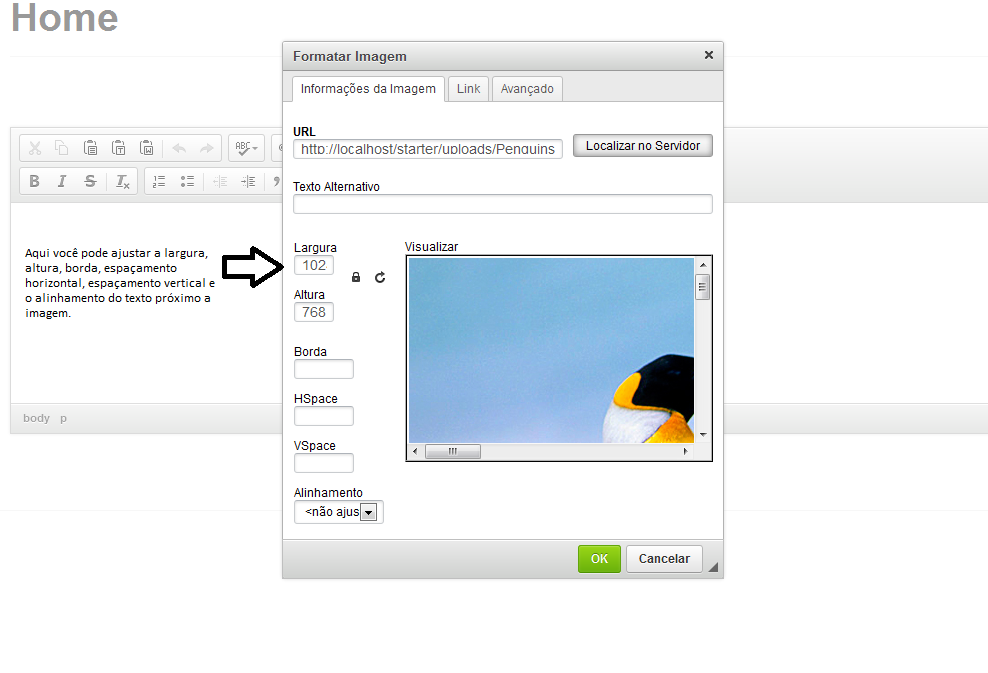 Home
Formatar Imagem
Informações da Imagem Link Avançado
URL
http://localhost/starter/uploads/Penguins
Localizar no Servidor
ABC
B I S Tx
Texto Alternativo
Aqui você pode ajustar a largura,
altura, borda, espaçamento
horizontal, espaçamento vertical e
o alinhamento do texto próximo a
imagem.
Largura
102
Altura
768
Visualizar
Borda
HSpace
VSpace
Alinhamento
<não ajus
body p
OK Cancelar